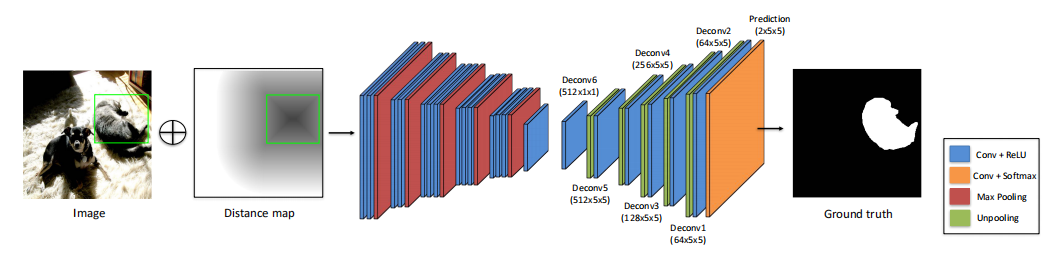 Image
Distance map
Deconv6
(512x1x1)
Deconv5
(512x5x5)
Deconv4
(256x5x5)
Deconv3
(128x5x5)
Deconv2
(64x5x5)
Deconv1
(64x5x5)
Prediction
(2x5x5)
Ground truth
Conv + ReLU
Conv + Softmax
Max Pooling
Unpooling